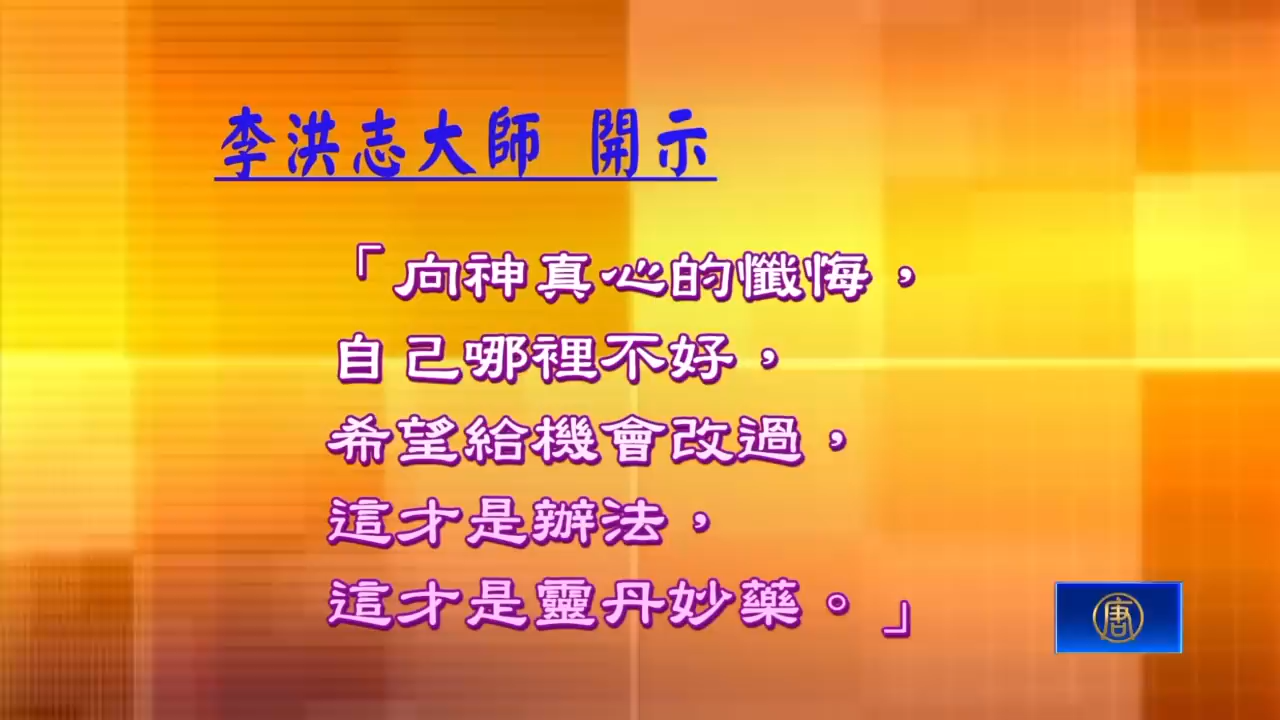 李洪志大師 開示
「向神真心的懺悔，
自己哪裡不好，
希望給機會改過，
這才是辦法，
這才是靈丹妙藥。」
唐